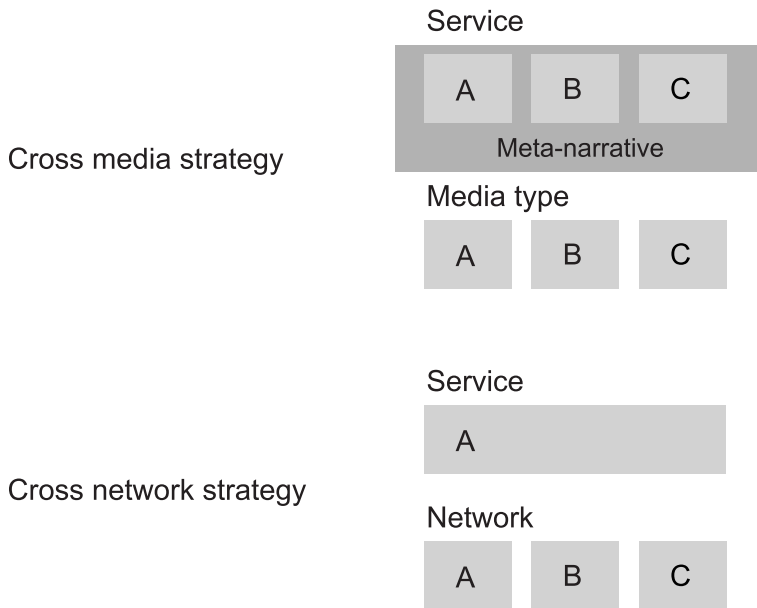 Service
A B C
Meta-narrative
Cross media strategy
Media type
A B C
Service
A
Cross network strategy
Network
A B C